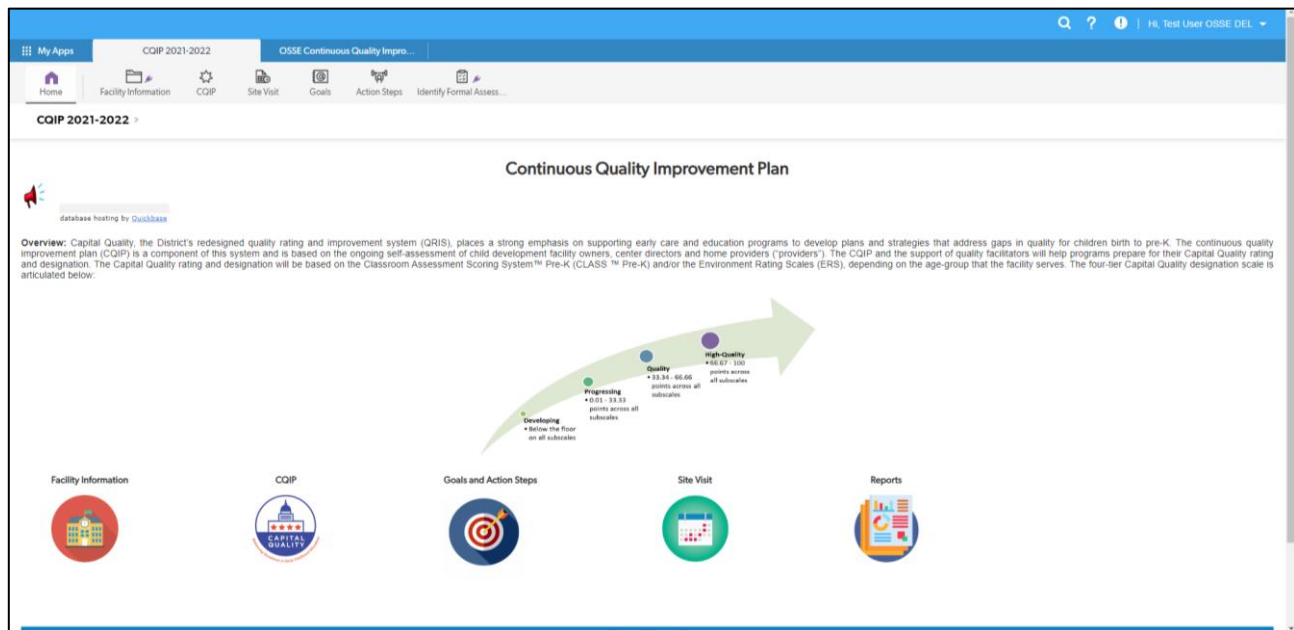 Hi, Test User OSSE DEL
My Apps
CQIP 2021-2022
OSSE Continuous Quality Impro...
Home
Facility Information
CQIP
Site Visit
Goals
Action Steps
Identify Formal Assess...
CQIP 2021-2022
Continuous Quality Improvement Plan
database hosting by Quickbase
Overview: Capital Quality, the District's redesigned quality rating and improvement system (QRIS), places a strong emphasis on supporting early care and education programs to develop plans and strategies that address gaps in quality for children birth to pre-K. The continuous quality
improvement plan (CQIP) is a component of this system and is based on the ongoing self-assessment of child development facility owners, center directors and home providers ("providers"). The CQIP and the support of quality facilitators will help programs prepare for their Capital Quality rating
and designation. The Capital Quality rating and designation will be based on the Classroom Assessment Scoring System™ Pre-K (CLASS ™ Pre-K) and/or the Environment Rating Scales (ERS), depending on the age-group that the facility serves. The four-tier Capital Quality designation scale is
articulated below:
High-Quality
• 66.67 - 100
points across
all subscales
Quality
• 33.34 - 66.66
points across all
subscales
Progressing
• 0.01 - 33.33
points across all
subscales
Developing
• Below the floor
on all subscales
Facility Information
CQIP
Goals and Action Steps
Site Visit
Reports
CAPITAL
QUALITY